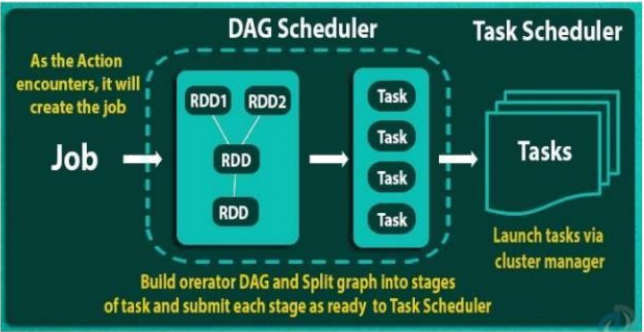 DAG Scheduler
Task Scheduler
As the Action
encounters, it will
create the job
Job
RDD1
RDD2
RDD
RDD
Task
Task
Task
Task
Tasks
Launch tasks via
cluster manager
Build orerator DAG and Split graph into stages
of task and submit each stage as ready to Task Scheduler